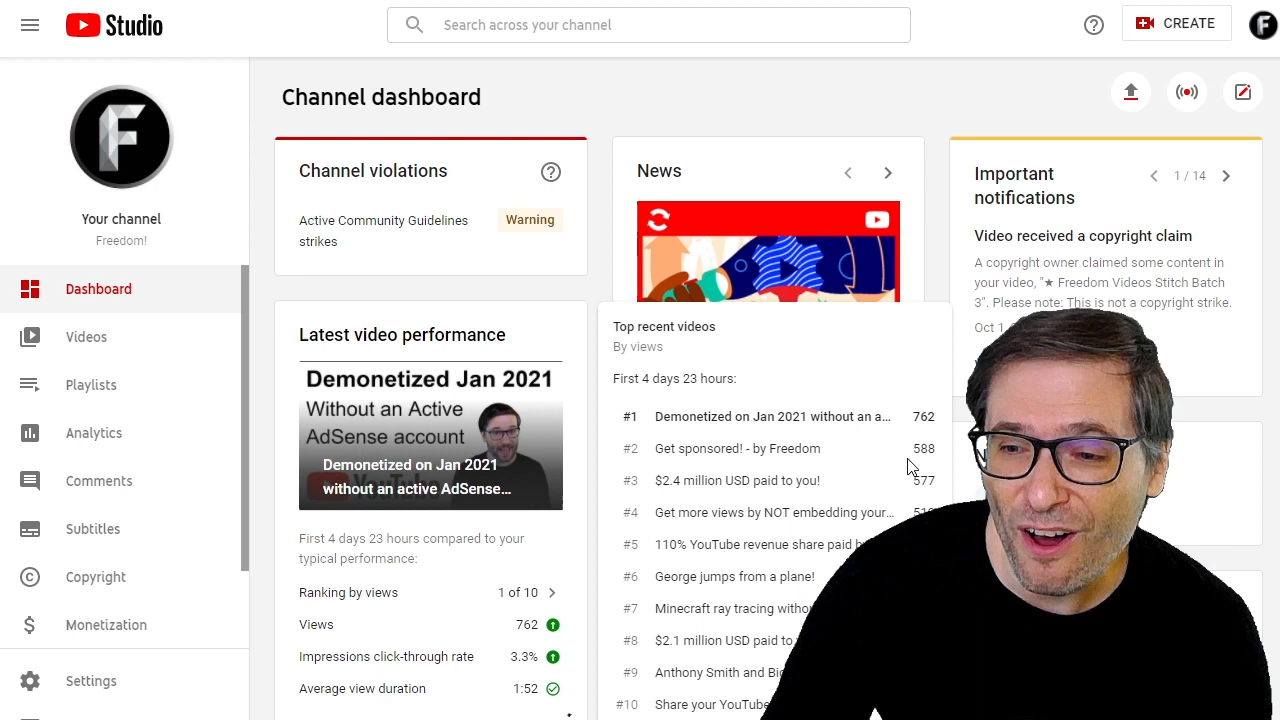 Studio
Search across your channel
CREATE
Your channel
Freedom!
Dashboard
Videos
Playlists
Analytics
Comments
Subtitles
Copyright
Monetization
Settings
Channel dashboard
Channel violations
Active Community Guidelines
strikes
Warning
Latest video performance
Demonetized Jan 2021
Without an Active
AdSense account
Demonetized on Jan 2021
without an active AdSense...
First 4 days 23 hours compared to your
typical performance:
Ranking by views 1 of 10
Views 762
Impressions click-through rate 3.3%
Average view duration 1:52
News
Top recent videos
By views
First 4 days 23 hours:
#1 Demonetized on Jan 2021 without an a... 762
#2 Get sponsored! - by Freedom 588
#3 $2.4 million USD paid to you! 577
#4 Get more views by NOT embedding your...
#5 110% YouTube revenue share paid
#6 George jumps from a plane!
#7 Minecraft ray tracing
#8 $2.1 million USD paid to
#9 Anthony Smith and
#10 Share your YouTube
Important
notifications
1 / 14
Video received a copyright claim
A copyright owner claimed some content in
your video, "★ Freedom Videos Stitch Batch
3". Please note: This is not a copyright strike.
Oct 1,